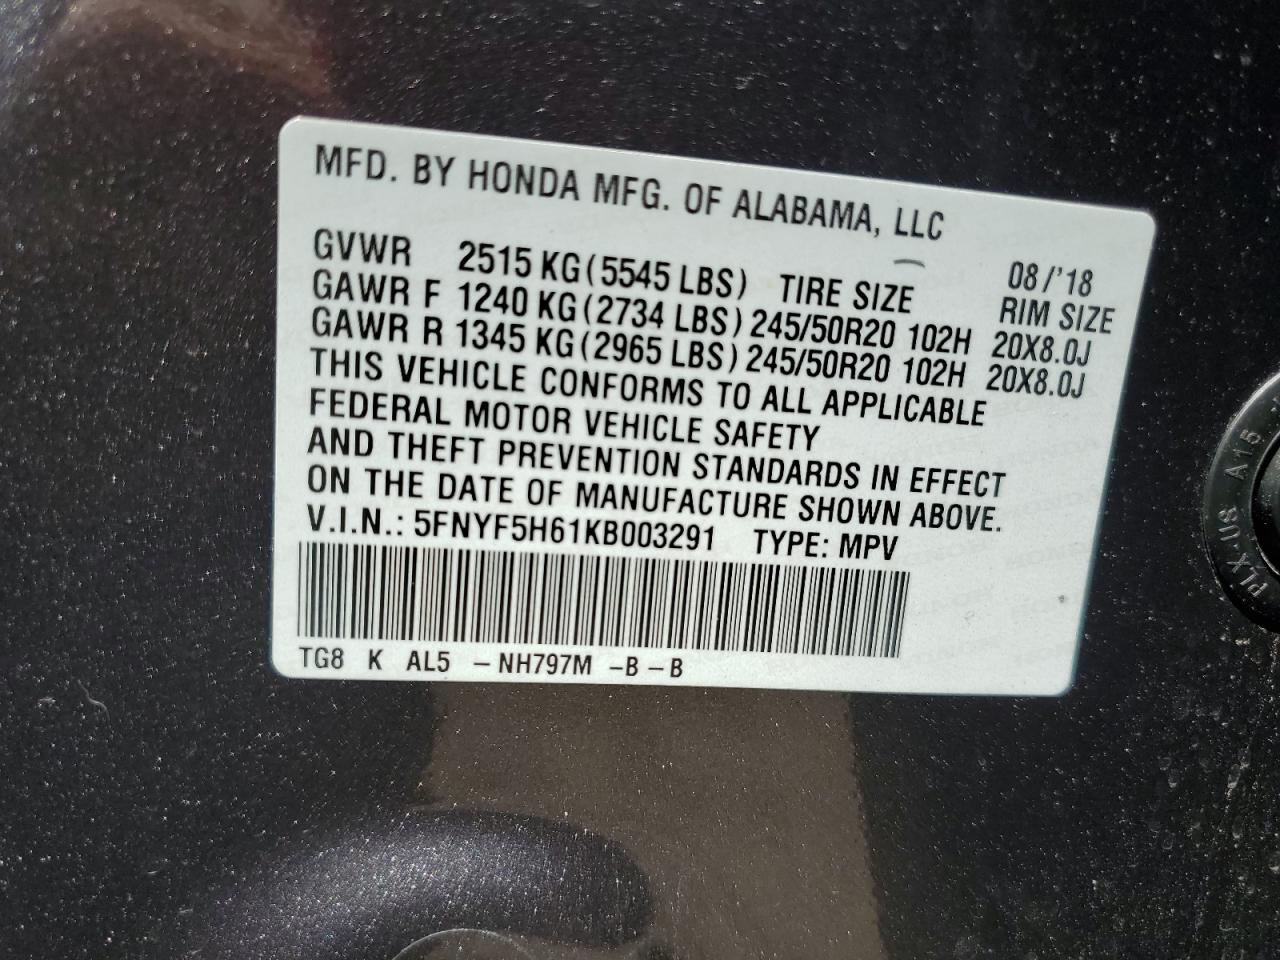 MFD. BY HONDA MFG. OF ALABAMA, LLC
08/'18
GVWR 2515 KG(5545 LBS) TIRE SIZE RIM SIZE
GAWR F 1240 KG(2734 LBS) 245/50R20 102H 20X8.0J
GAWR R 1345 KG(2965 LBS) 245/50R20 102H 20X8.0J
THIS VEHICLE CONFORMS TO ALL APPLICABLE
FEDERAL MOTOR VEHICLE SAFETY
AND THEFT PREVENTION STANDARDS IN EFFECT
ON THE DATE OF MANUFACTURE SHOWN ABOVE.
V.I.N.: 5FNYF5H61KB003291 TYPE: MPV
TG8 K AL5 -NH797M -B-B
PLXUS A15